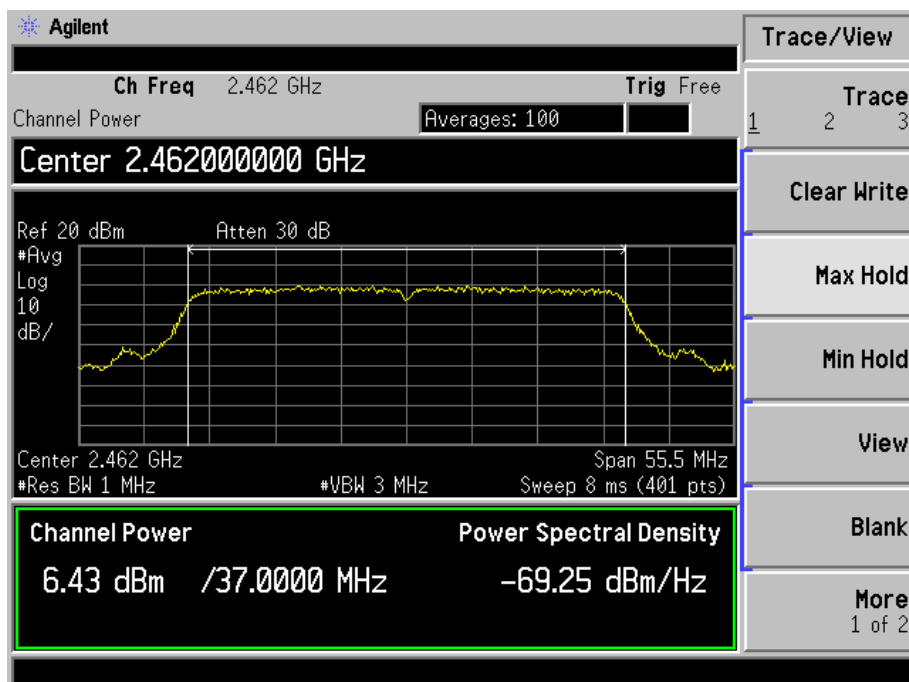 Agilent
Trace/View
Ch Freq 2.462 GHz Trig Free
Channel Power Averages: 100
Trace
1 2 3
Center 2.462000000 GHz
Clear Write
Ref 20 dBm Atten 30 dB
#Avg
Log
10
dB/
Max Hold
Min Hold
View
Center 2.462 GHz Span 55.5 MHz
#Res BW 1 MHz #VBW 3 MHz Sweep 8 ms (401 pts)
Channel Power Power Spectral Density
6.43 dBm /37.0000 MHz -69.25 dBm/Hz
Blank
More
1 of 2